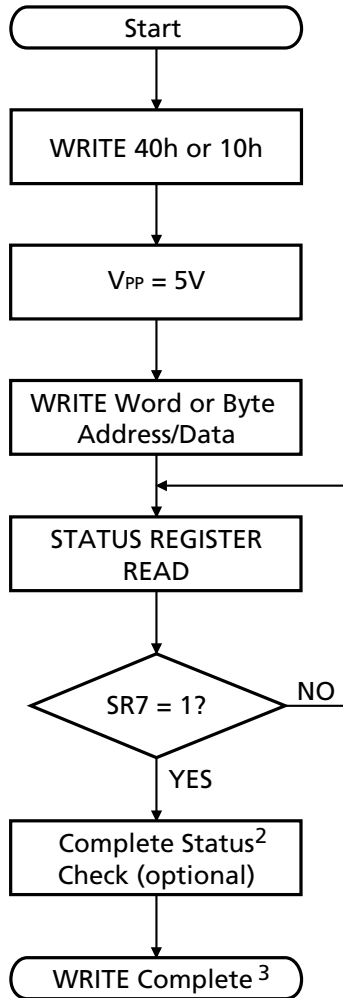 Start
WRITE 40h or 10h
VPP = 5V
WRITE Word or Byte
Address/Data
STATUS REGISTER
READ
SR7 = 1?
NO
YES
Complete Status2
Check (optional)
WRITE Complete 3